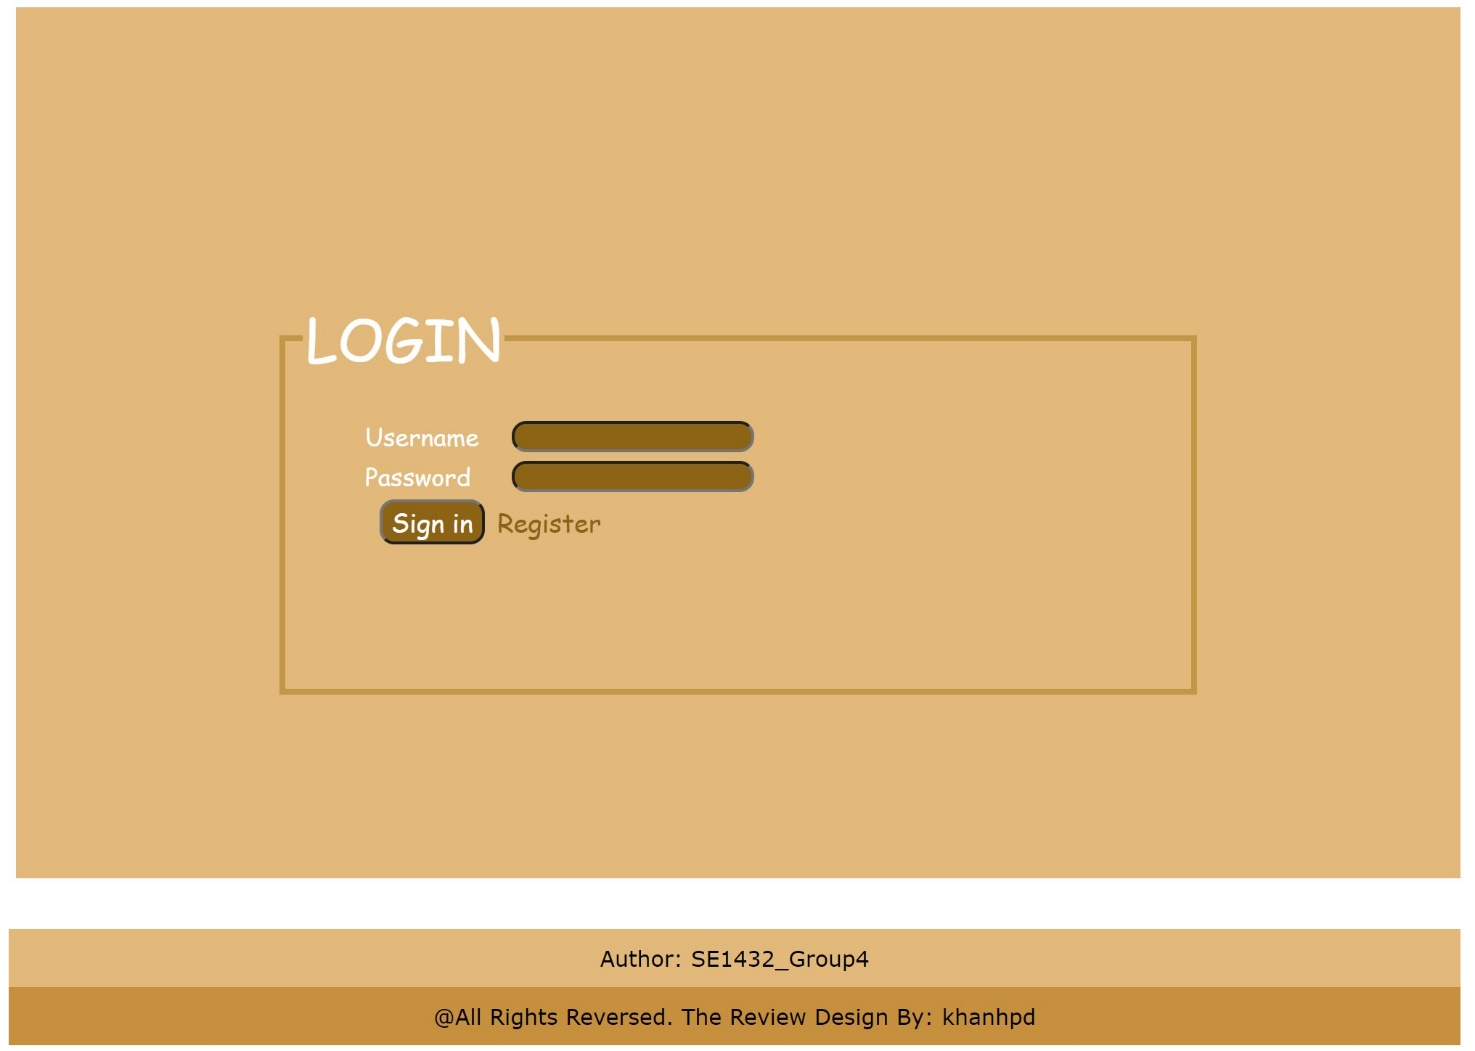 LOGIN
Username
Password
Sign in Register
Author: SE1432_Group4
@All Rights Reversed. The Review Design By: khanhpd